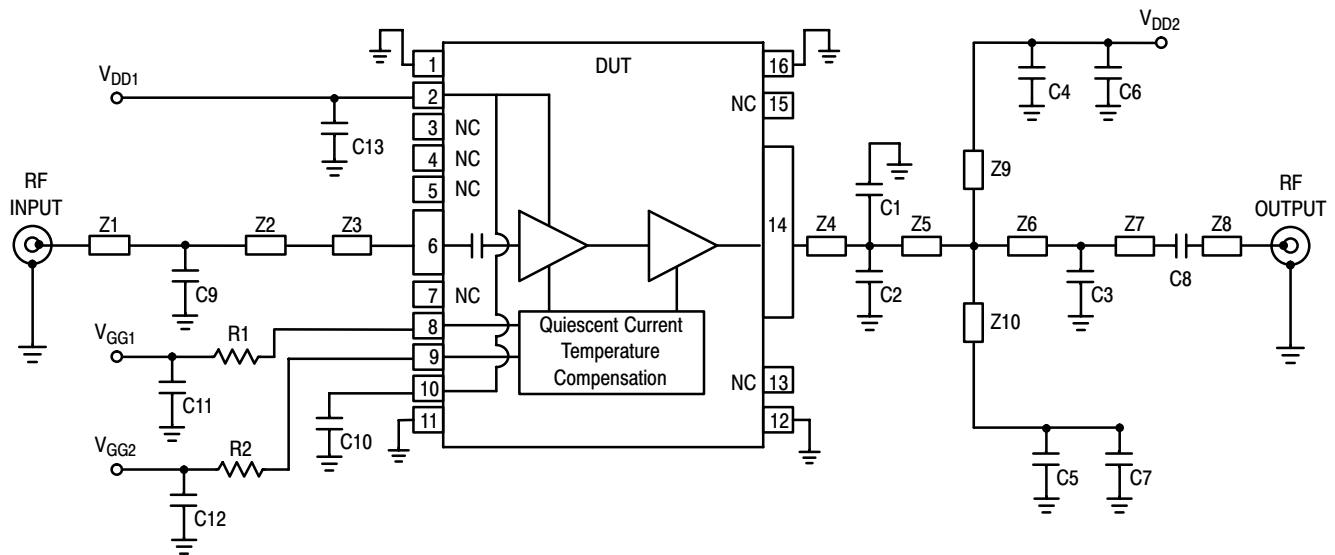 V_DD2
DUT
1
16
V_DD1
2
NC 15
C4
C6
3 NC
C13
4 NC
C1
Z9
5 NC
RF
INPUT
RF
OUTPUT
Z1
Z2
Z3
6
14
Z4
Z5
Z6
Z7
Z8
C9
C2
C3
C8
7 NC
V_GG1
R1
8
Quiescent Current
Temperature
Compensation
Z10
9
C11
10
NC 13
V_GG2
R2
C10
11
12
C5
C7
C12